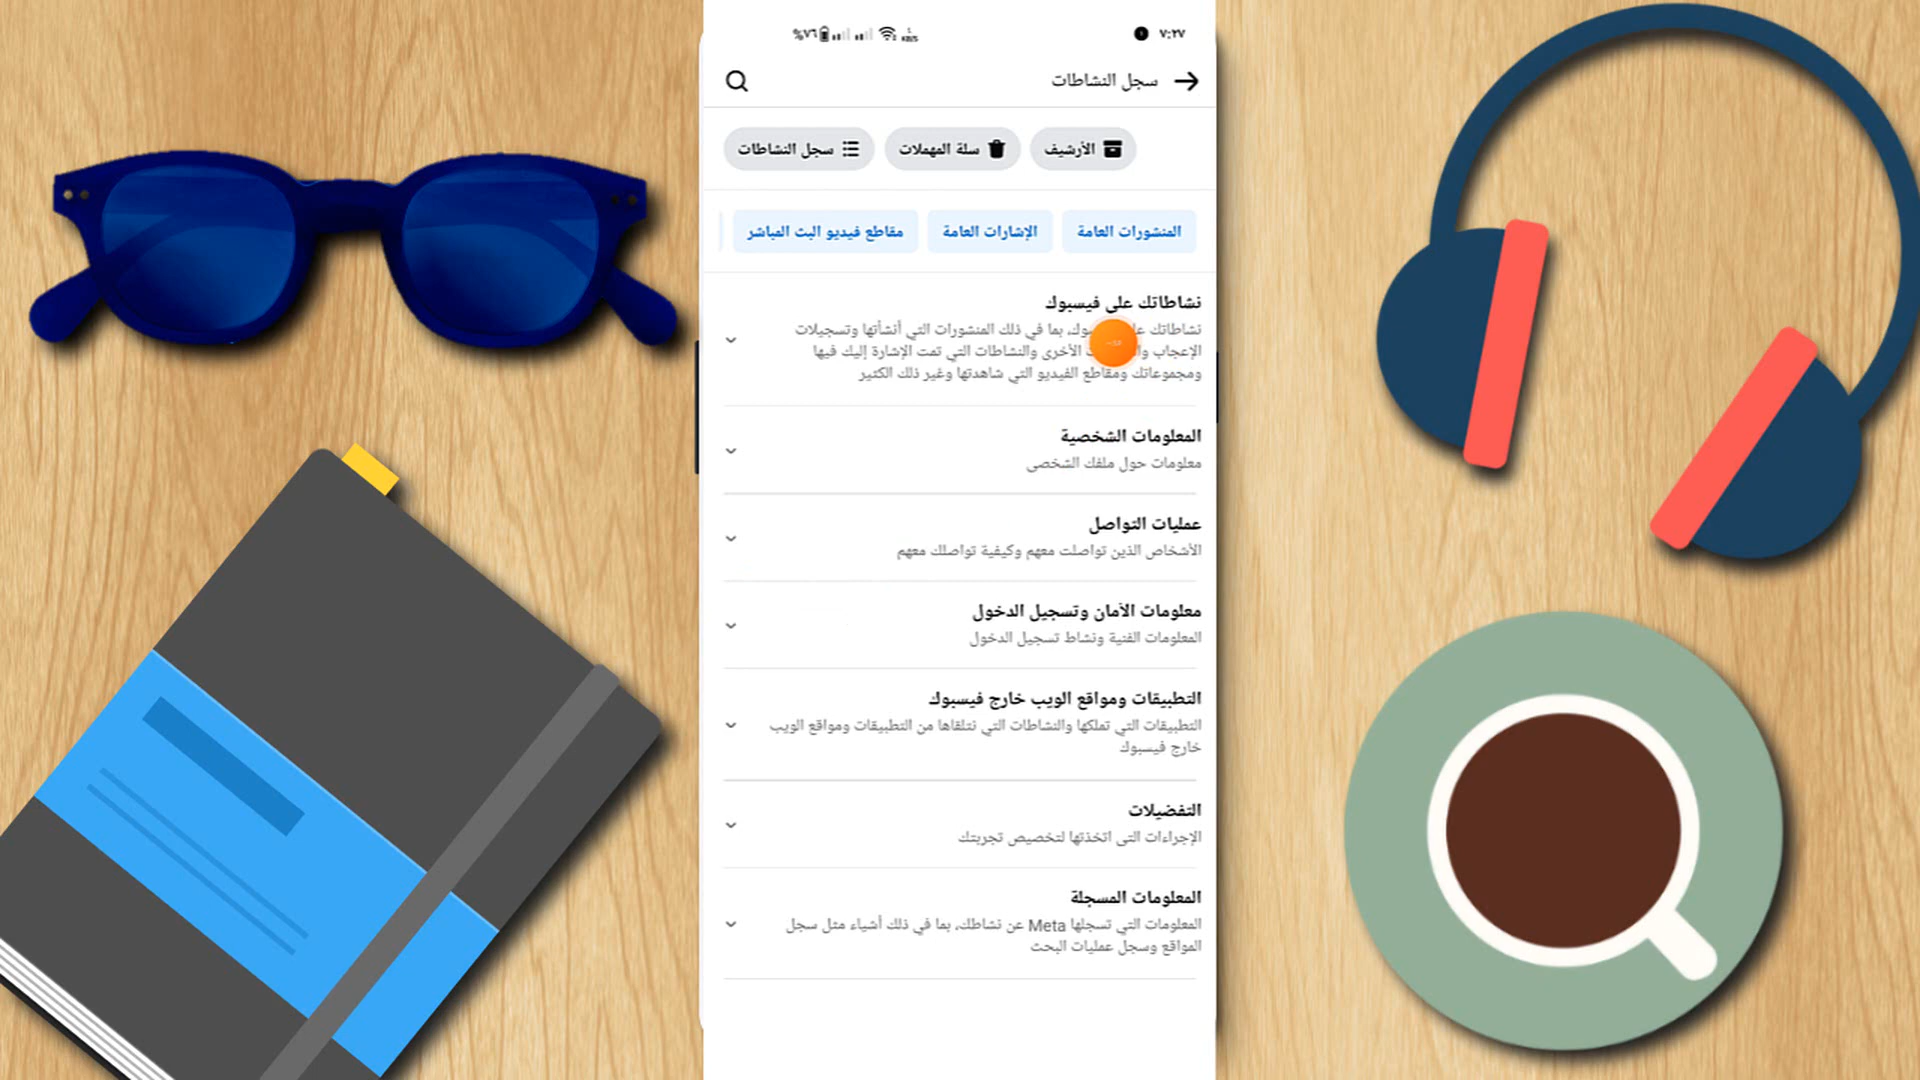 ٧:٢٧
%٧٦
سجل النشاطات
الأرشيف
سلة المهملات
سجل النشاطات
المنشورات العامة
الإشارات العامة
مقاطع فيديو البث المباشر
نشاطاتك على فيسبوك
نشاطاتك بما في ذلك المنشورات التي أنشأتها وتسجيلات
الإعجاب الأخرى والنشاطات التي تمت الإشارة إليك فيها
ومجموعاتك ومقاطع الفيديو التي شاهدتها وغير ذلك الكثير
المعلومات الشخصية
معلومات حول ملفك الشخصي
عمليات التواصل
الأشخاص الذين تواصلت معهم وكيفية تواصلك معهم
معلومات الأمان وتسجيل الدخول
المعلومات الفنية ونشاط تسجيل الدخول
التطبيقات ومواقع الويب خارج فيسبوك
التطبيقات التي تملكها والنشاطات التي نتلقاها من التطبيقات ومواقع الويب
خارج فيسبوك
التفضيلات
الإجراءات التي اتخذتها لتخصيص تجربتك
المعلومات المسجلة
المعلومات التي تسجلها Meta عن نشاطك، بما في ذلك أشياء مثل سجل
المواقع وسجل عمليات البحث